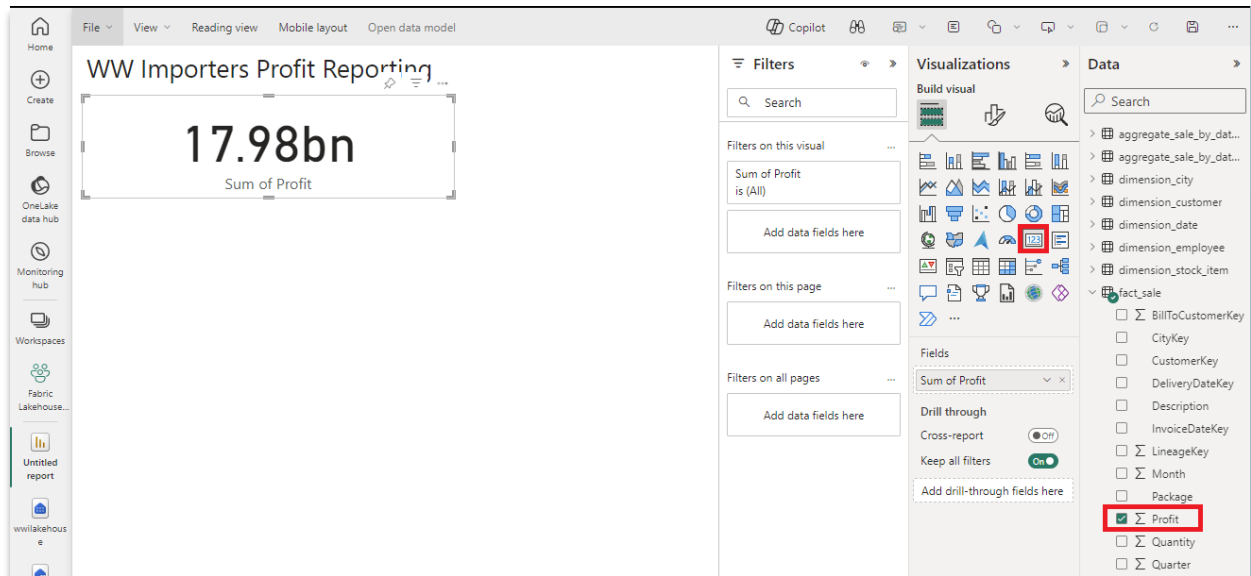 File
View
Reading view
Mobile layout
Open data model
Copilot
...
Home
Create
Browse
OneLake
data hub
Monitoring
hub
Workspaces
Fabric
Lakehouse...
Untitled
report
wwilakehous
e
WW Importers Profit Reporting
...
17.98bn
Sum of Profit
Filters
Search
Filters on this visual
...
Sum of Profit
is (All)
Add data fields here
Filters on this page
...
Add data fields here
Filters on all pages
...
Add data fields here
Visualizations
Build visual
123
...
Fields
Sum of Profit
Drill through
Cross-report
Off
Keep all filters
On
Add drill-through fields here
Data
Search
aggregate_sale_by_dat...
aggregate_sale_by_dat...
dimension_city
dimension_customer
dimension_date
dimension_employee
dimension_stock_item
fact_sale
∑ BillToCustomerKey
CityKey
CustomerKey
DeliveryDateKey
Description
InvoiceDateKey
∑ LineageKey
∑ Month
Package
∑ Profit
∑ Quantity
∑ Quarter